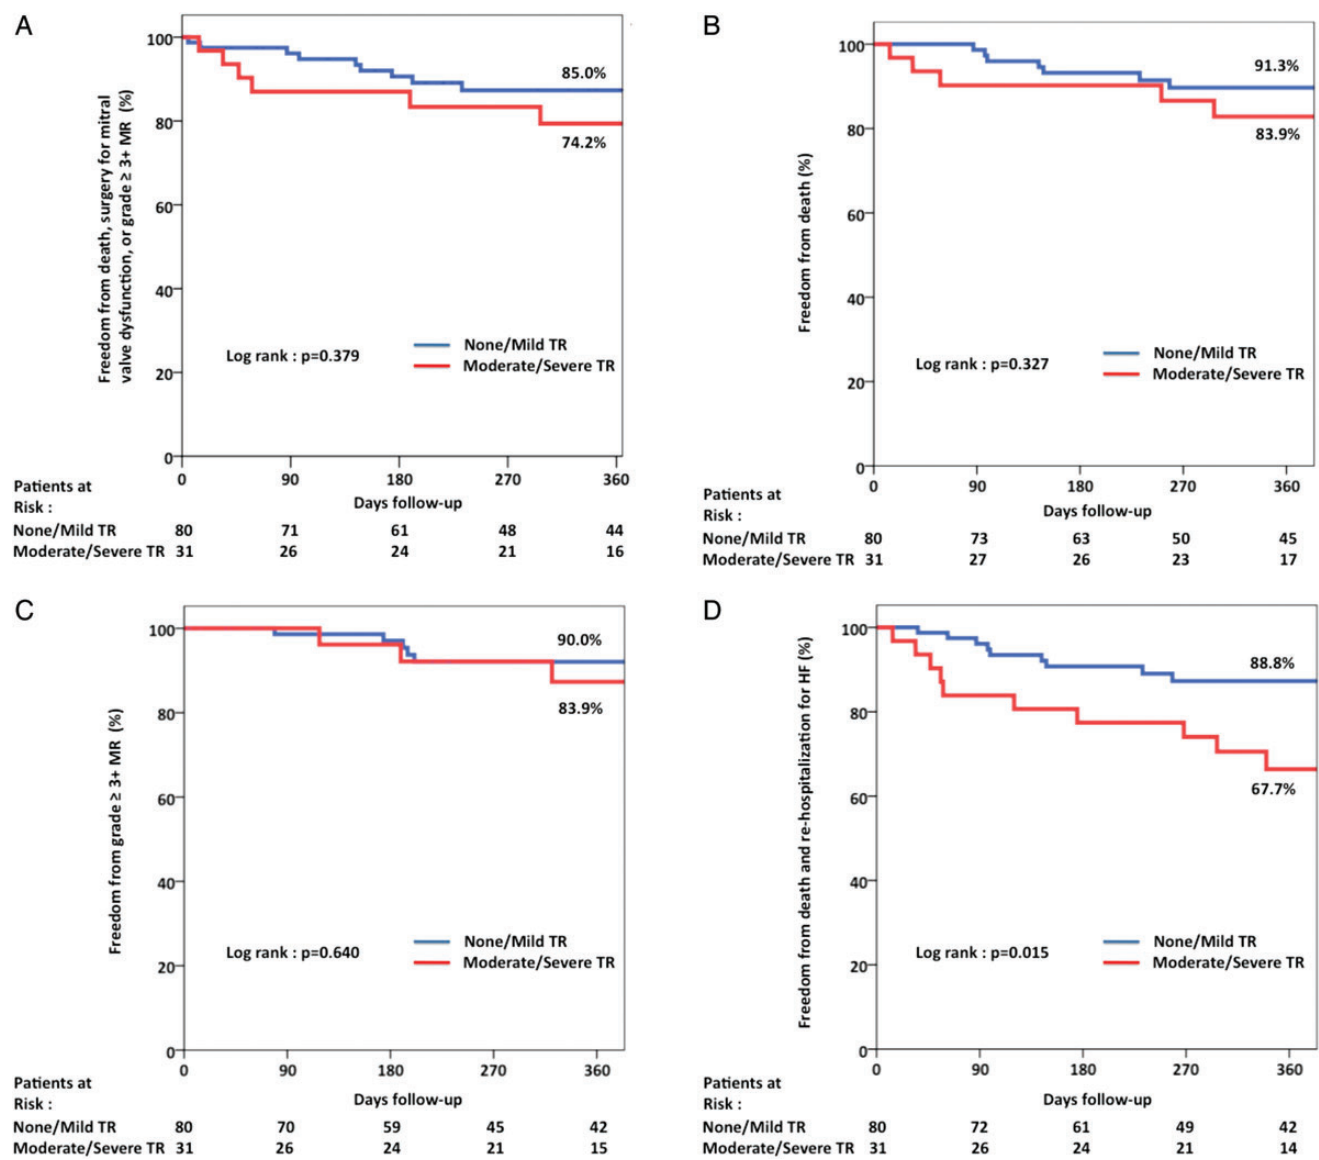 A
Freedom from death, surgery for mitral
valve dysfunction, or grade ≥ 3+ MR (%)
100
80
60
40
20
0
85.0%
74.2%
Log rank : p=0.379
None/Mild TR
Moderate/Severe TR
0 90 180 270 360
Days follow-up
Patients at
Risk :
None/Mild TR 80 71 61 48 44
Moderate/Severe TR 31 26 24 21 16
B
Freedom from death (%)
100
80
60
40
20
0
91.3%
83.9%
Log rank : p=0.327
None/Mild TR
Moderate/Severe TR
0 90 180 270 360
Days follow-up
Patients at
Risk :
None/Mild TR 80 73 63 50 45
Moderate/Severe TR 31 27 26 23 17
C
Freedom from grade ≥ 3+ MR (%)
100
80
60
40
20
0
90.0%
83.9%
Log rank : p=0.640
None/Mild TR
Moderate/Severe TR
0 90 180 270 360
Days follow-up
Patients at
Risk :
None/Mild TR 80 70 59 45 42
Moderate/Severe TR 31 26 24 21 15
D
Freedom from death and re-hospitalization for HF (%)
100
80
60
40
20
0
88.8%
67.7%
Log rank : p=0.015
None/Mild TR
Moderate/Severe TR
0 90 180 270 360
Days follow-up
Patients at
Risk :
None/Mild TR 80 72 61 49 42
Moderate/Severe TR 31 26 24 21 14